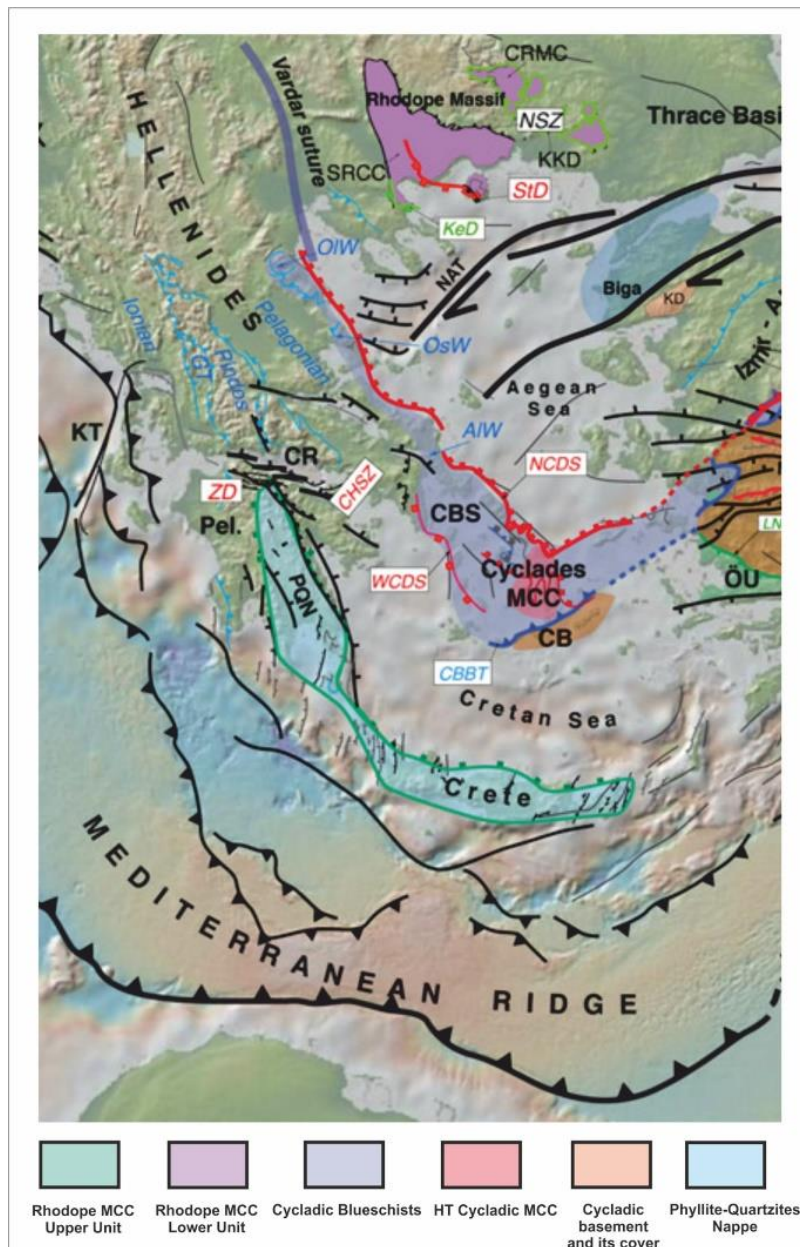 CRMC
Rhodope Massif
NSZ
Thrace Basi
HELLENIDES
Vardar suture
SRCC
KKD
StD
KeD
OlW
NAT
Biga
KD
Izmir - A.
Ionian
GT
Pindos
Pelagonian
OsW
Aegean
Sea
KT
AlW
CR
NCDS
ZD
CHSZ
CBS
Pel.
LN
WCDS
Cyclades
MCC
ÖU
PQN
CB
CBBT
Cretan Sea
Crete
MEDITERRANEAN RIDGE
Rhodope MCC
Upper Unit
Rhodope MCC
Lower Unit
Cycladic Blueschists
HT Cycladic MCC
Cycladic
basement
and its cover
Phyllite-Quartzites
Nappe